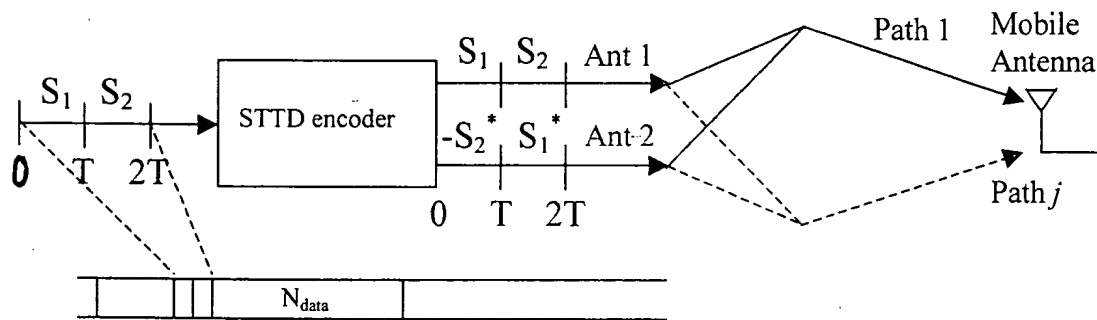 S1 S2 Ant 1 Path 1 Mobile
Antenna
S1 S2
STTD encoder
-S2* S1* Ant 2
0 T 2T
0 T 2T
Path j
Ndata